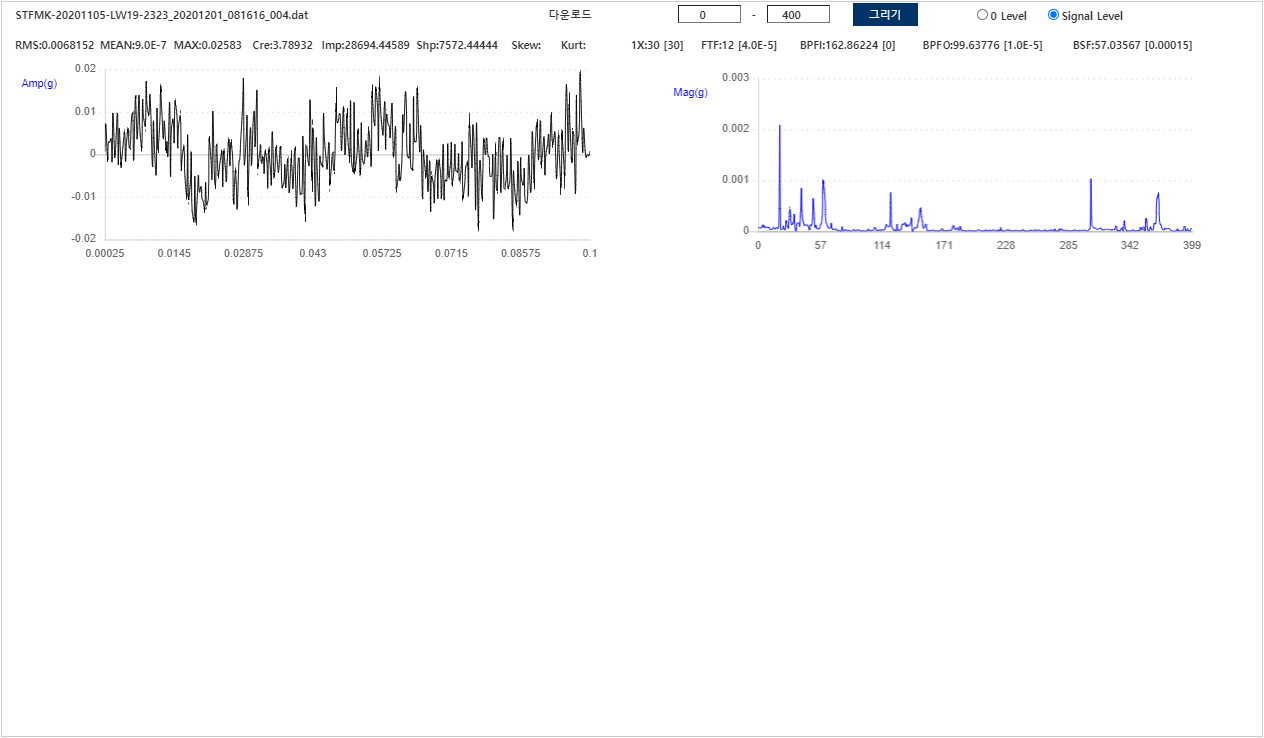 STFMK-20201105-LW19-2323_20201201_081616_004.dat 다운로드 0 - 400 그리기 0 Level Signal Level
RMS:0.0068152 MEAN:9.0E-7 MAX:0.02583 Cre:3.78932 Imp:28694.44589 Shp:7572.44444 Skew: Kurt: 1X:30 [30] FTF:12 [4.0E-5] BPFI:162.86224 [0] BPFO:99.63776 [1.0E-5] BSF:57.03567 [0.00015]
Amp(g)
0.02
0.01
0
-0.01
-0.02
0.00025 0.0145 0.02875 0.043 0.05725 0.0715 0.08575 0.1
Mag(g)
0.003
0.002
0.001
0
0 57 114 171 228 285 342 399